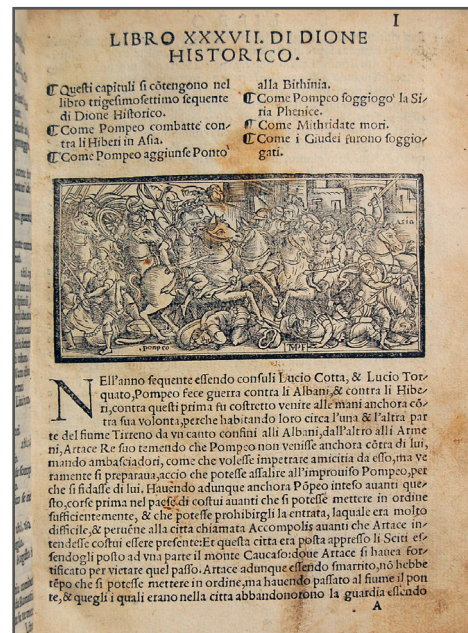 I
LIBRO XXXVII. DI DIONE
HISTORICO.
¶ Questi capituli si cõtengono nel
libro trigesimosettimo sequente
di Dione Historico.
¶ Come Pompeo combatte con/
tra li Hiberi in Asia.
¶ Come Pompeo aggiunse Ponto
alla Bithinia.
¶ Come Pompeo soggiogo la Si/
ria Phenice.
¶ Come Mithridate mori.
¶ Come i Giudei furono soggio/
gati.
ASIA
pompeo
MPF
NEll'anno sequente essendo consuli Lucio Cotta, & Lucio Tor/
quato, Pompeo fece guerra contra li Albani, & contra li Hibe/
ri, contra questi prima fu costretto venire alle mani anchora cõ/
tra sua volonta, perche habitando loro circa l'una & l'altra par
te del fiume Tirreno da vn canto confini alli Albani, dall'altro alli Arme
ni, Artace Re suo temendo che Pompeo non venisse anchora cõtra di lui,
mando ambasciadori, come che volesse impetrare amicitia da esso, ma ve
ramente si preparaua, accio che potesse assalire all'improuiso Pompeo, per
che si fidasse di lui. Hauendo adunque anchora Põpeo inteso auanti que/
sto, corse prima nel paese di costui auanti che si potesse mettere in ordine
sufficientemente, & che potesse prohibirgli la entrata, laquale era molto
difficile, & peruẽne alla citta chiamata Accompolis auanti che Artace in/
tendesse costui essere presente: Et questa citta era posta appresso li Sciti es/
sendogli posto ad vna parte il monte Caucaso: doue Artace si hauea for/
tificato per vietar quel passo. Artace adunque essendo smarrito, nõ hebbe
tẽpo che si potesse mettere in ordine, ma hauendo passato al fiume il pon
te, & quegli i quali erano nella citta abbandonorono la guardia essendo
A